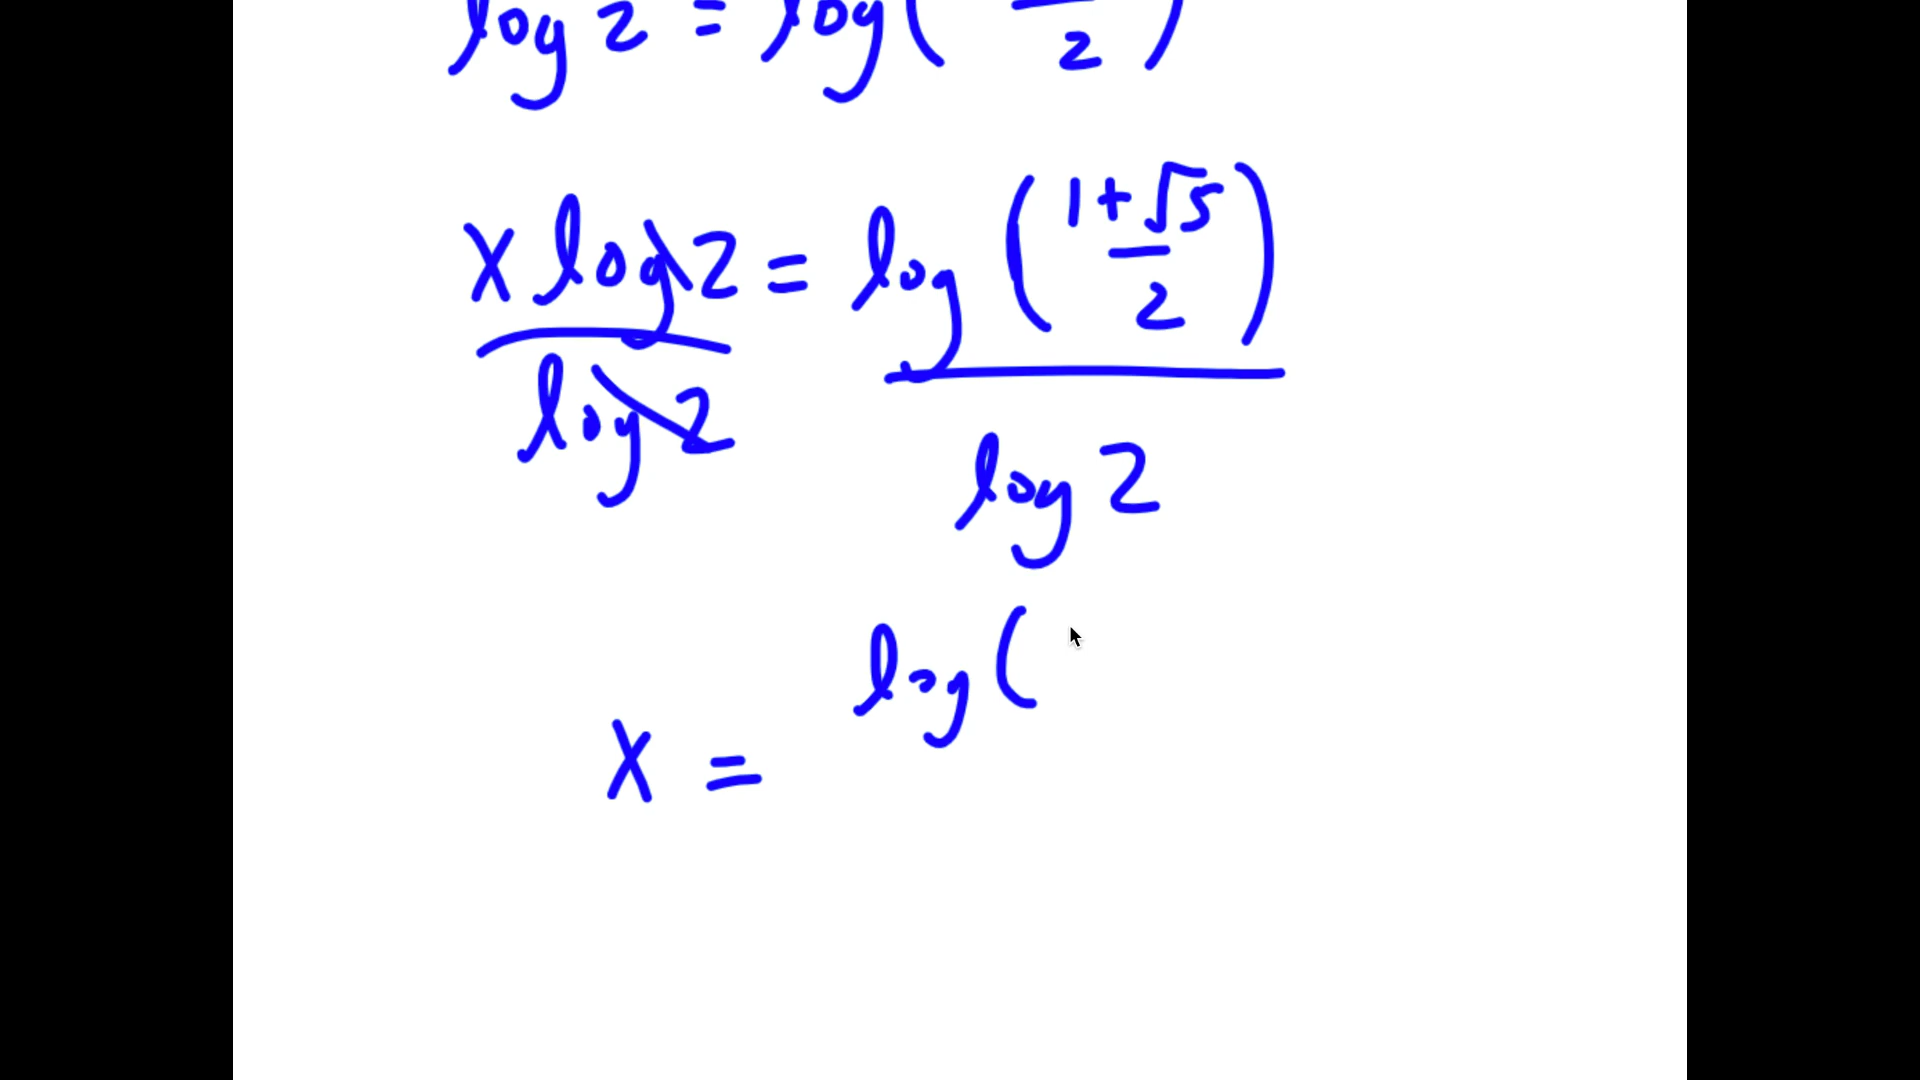 log 2 = log( /2 )
x log 2 = log ( (1+√5)/2 )
log 2   log 2
x = log(